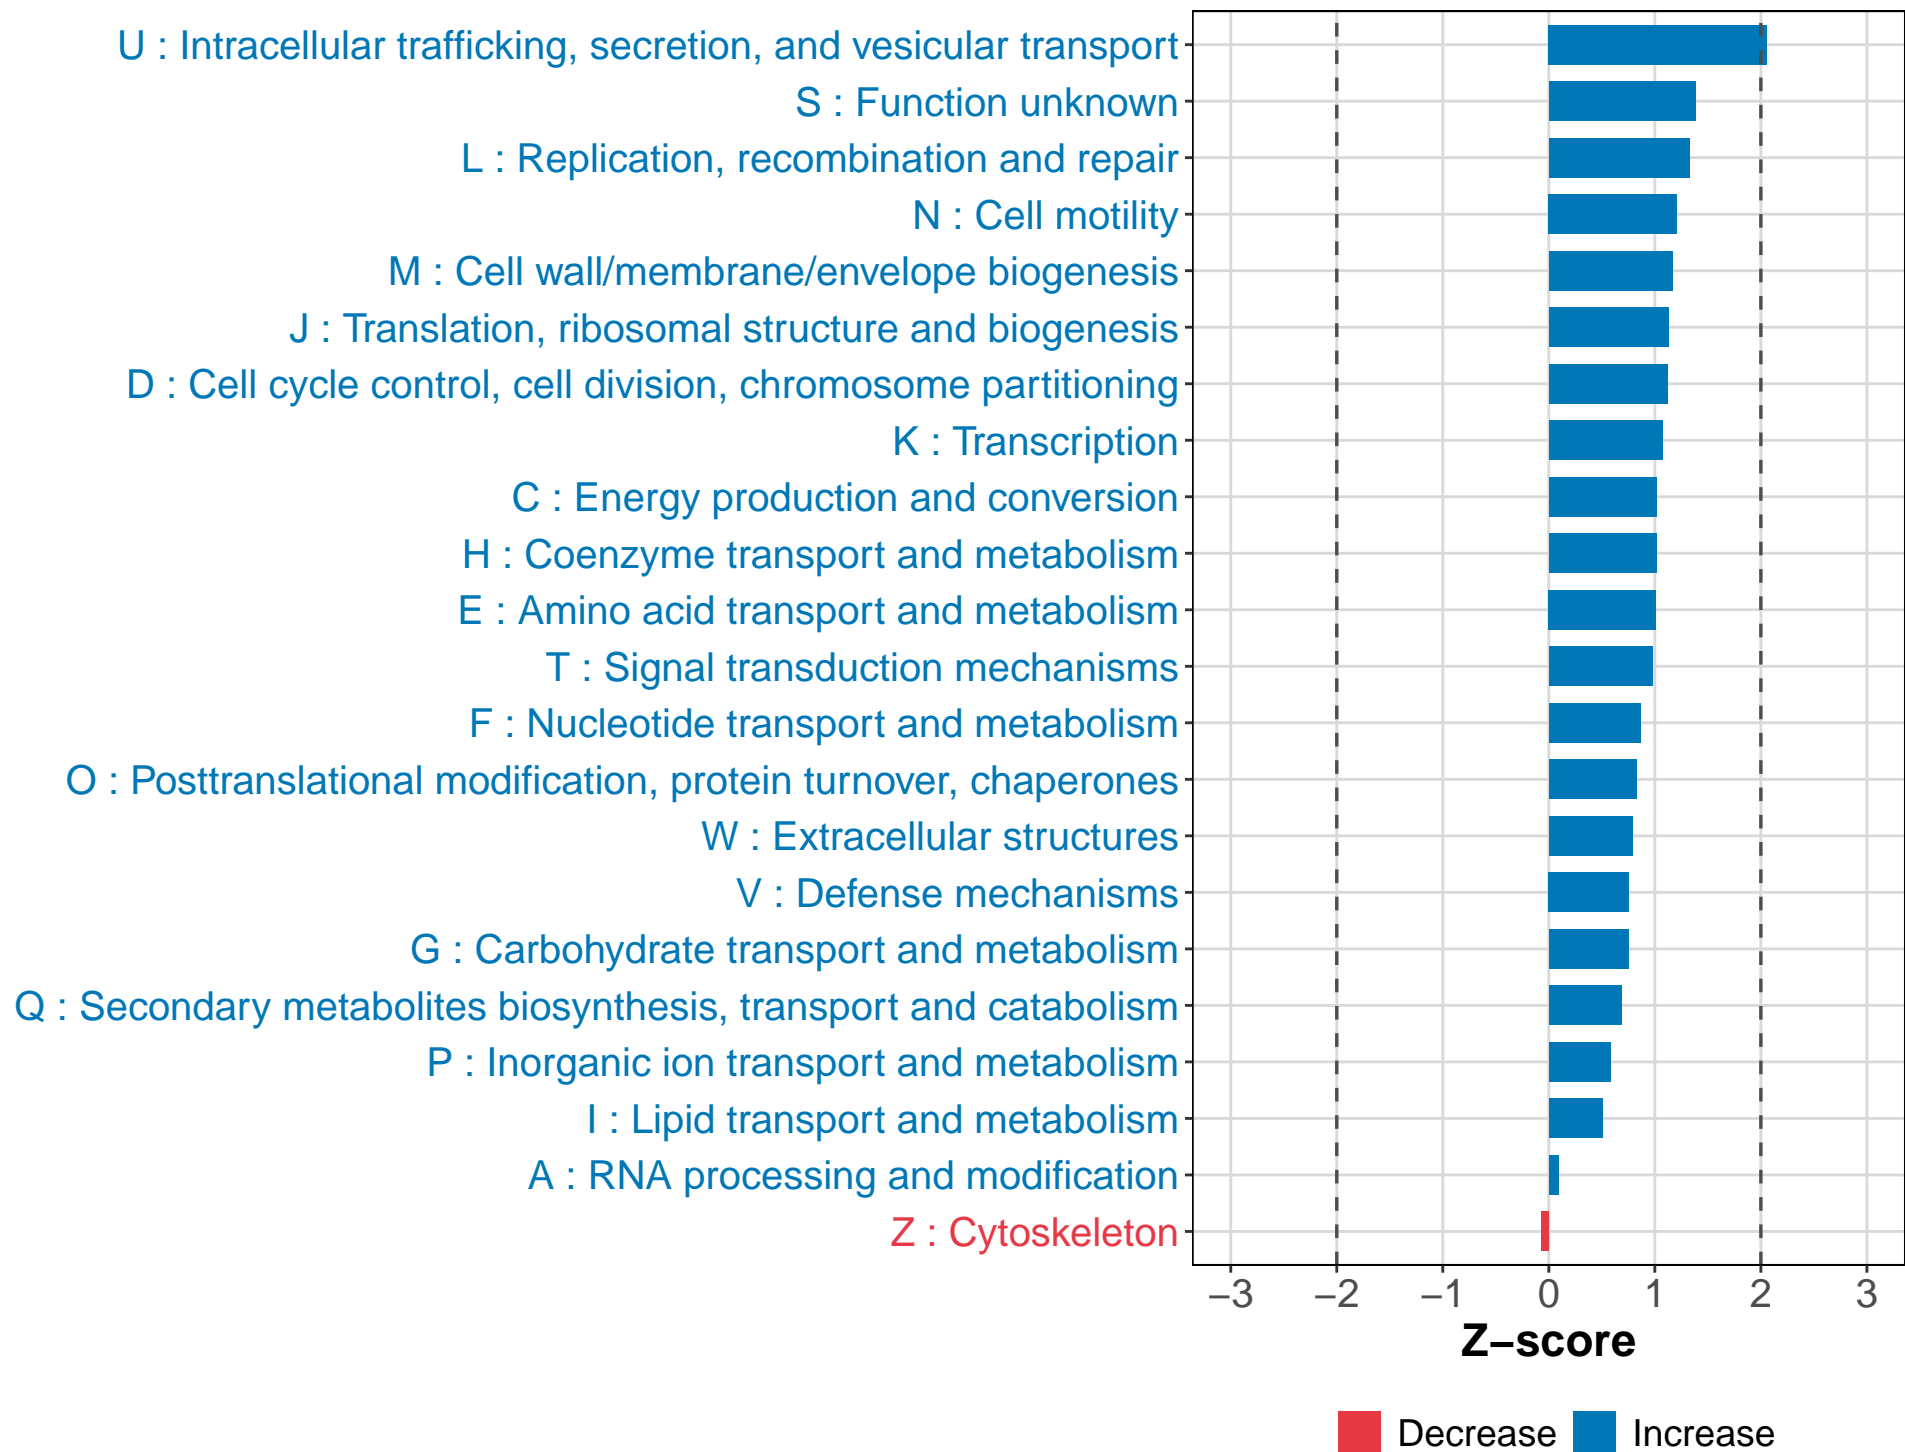 U : Intracellular trafficking, secretion, and vesicular transport
S : Function unknown
L : Replication, recombination and repair
N : Cell motility
M : Cell wall/membrane/envelope biogenesis
J : Translation, ribosomal structure and biogenesis
D : Cell cycle control, cell division, chromosome partitioning
K : Transcription
C : Energy production and conversion
H : Coenzyme transport and metabolism
E : Amino acid transport and metabolism
T : Signal transduction mechanisms
F : Nucleotide transport and metabolism
O : Posttranslational modification, protein turnover, chaperones
W : Extracellular structures
V : Defense mechanisms
G : Carbohydrate transport and metabolism
Q : Secondary metabolites biosynthesis, transport and catabolism
P : Inorganic ion transport and metabolism
I : Lipid transport and metabolism
A : RNA processing and modification
Z : Cytoskeleton
−3 −2 −1 0 1 2 3
Z−score
Decrease Increase